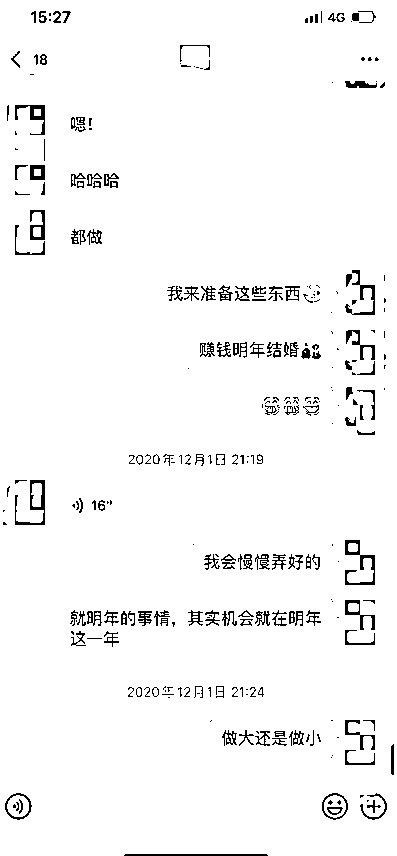 15:27
4G
18
嗯！
哈哈哈
都做
我来准备这些东西
赚钱明年结婚
2020年12月1日 21:19
16"
我会慢慢弄好的
就明年的事情，其实机会就在明年
这一年
2020年12月1日 21:24
做大还是做小